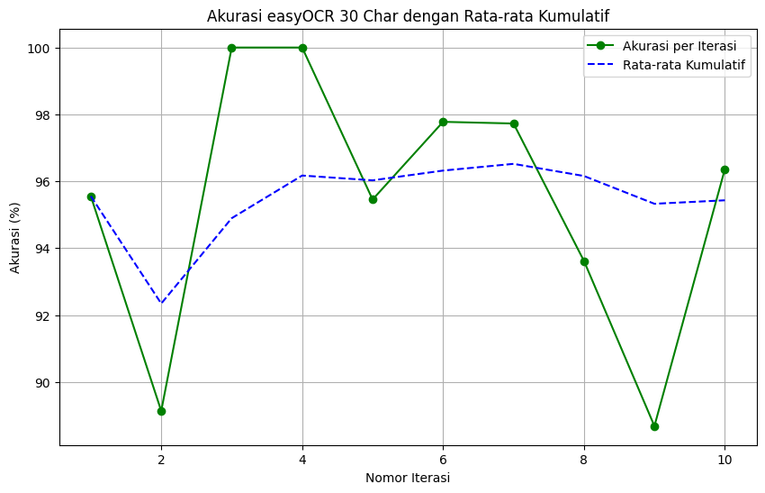 Akurasi easyOCR 30 Char dengan Rata-rata Kumulatif
Akurasi per Iterasi
Rata-rata Kumulatif
Akurasi (%)
100
98
96
94
92
90
2 4 6 8 10
Nomor Iterasi